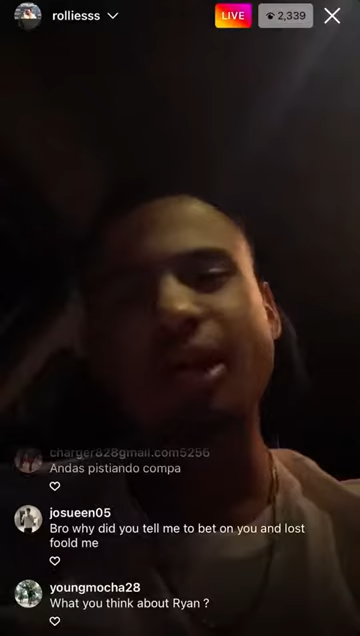 rolliesss
LIVE
2,339
charger828gmail.com5256
Andas pistiando compa
josueen05
Bro why did you tell me to bet on you and lost
foold me
youngmocha28
What you think about Ryan ?